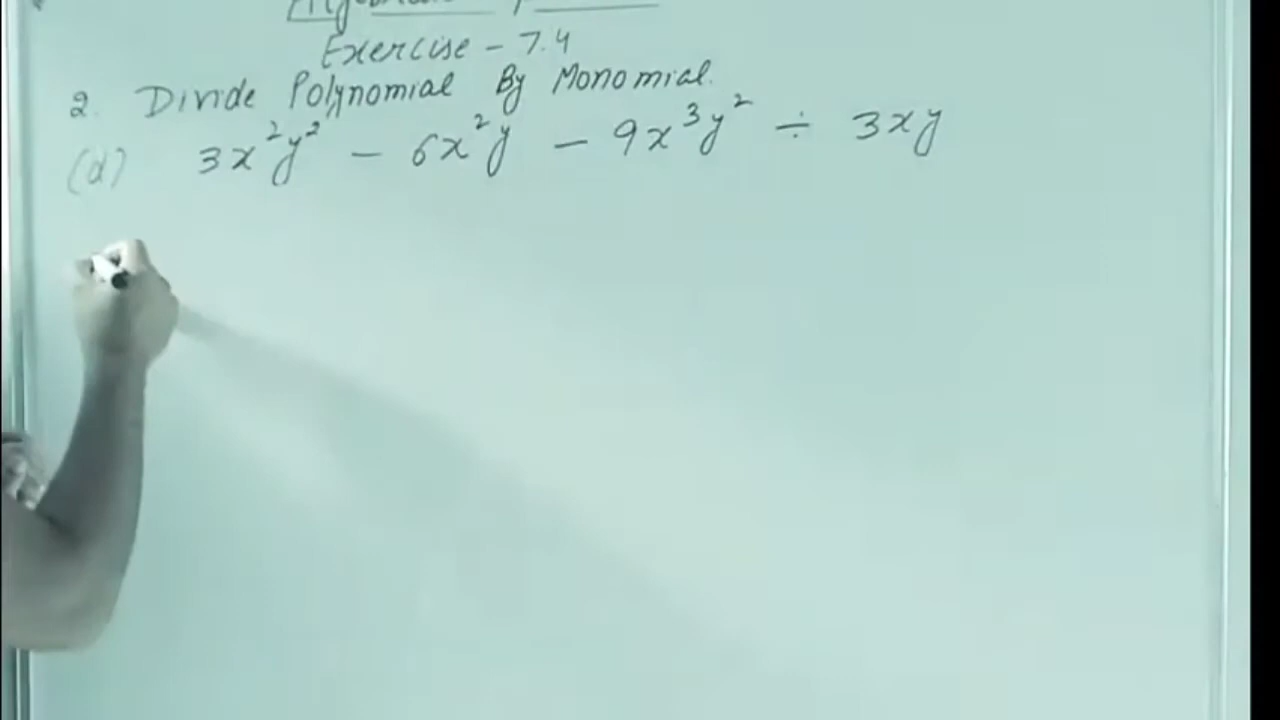 Exercise - 7.4
2. Divide Polynomial By Monomial.
(d) 3x²y² - 6x²y - 9x³y² ÷ 3xy